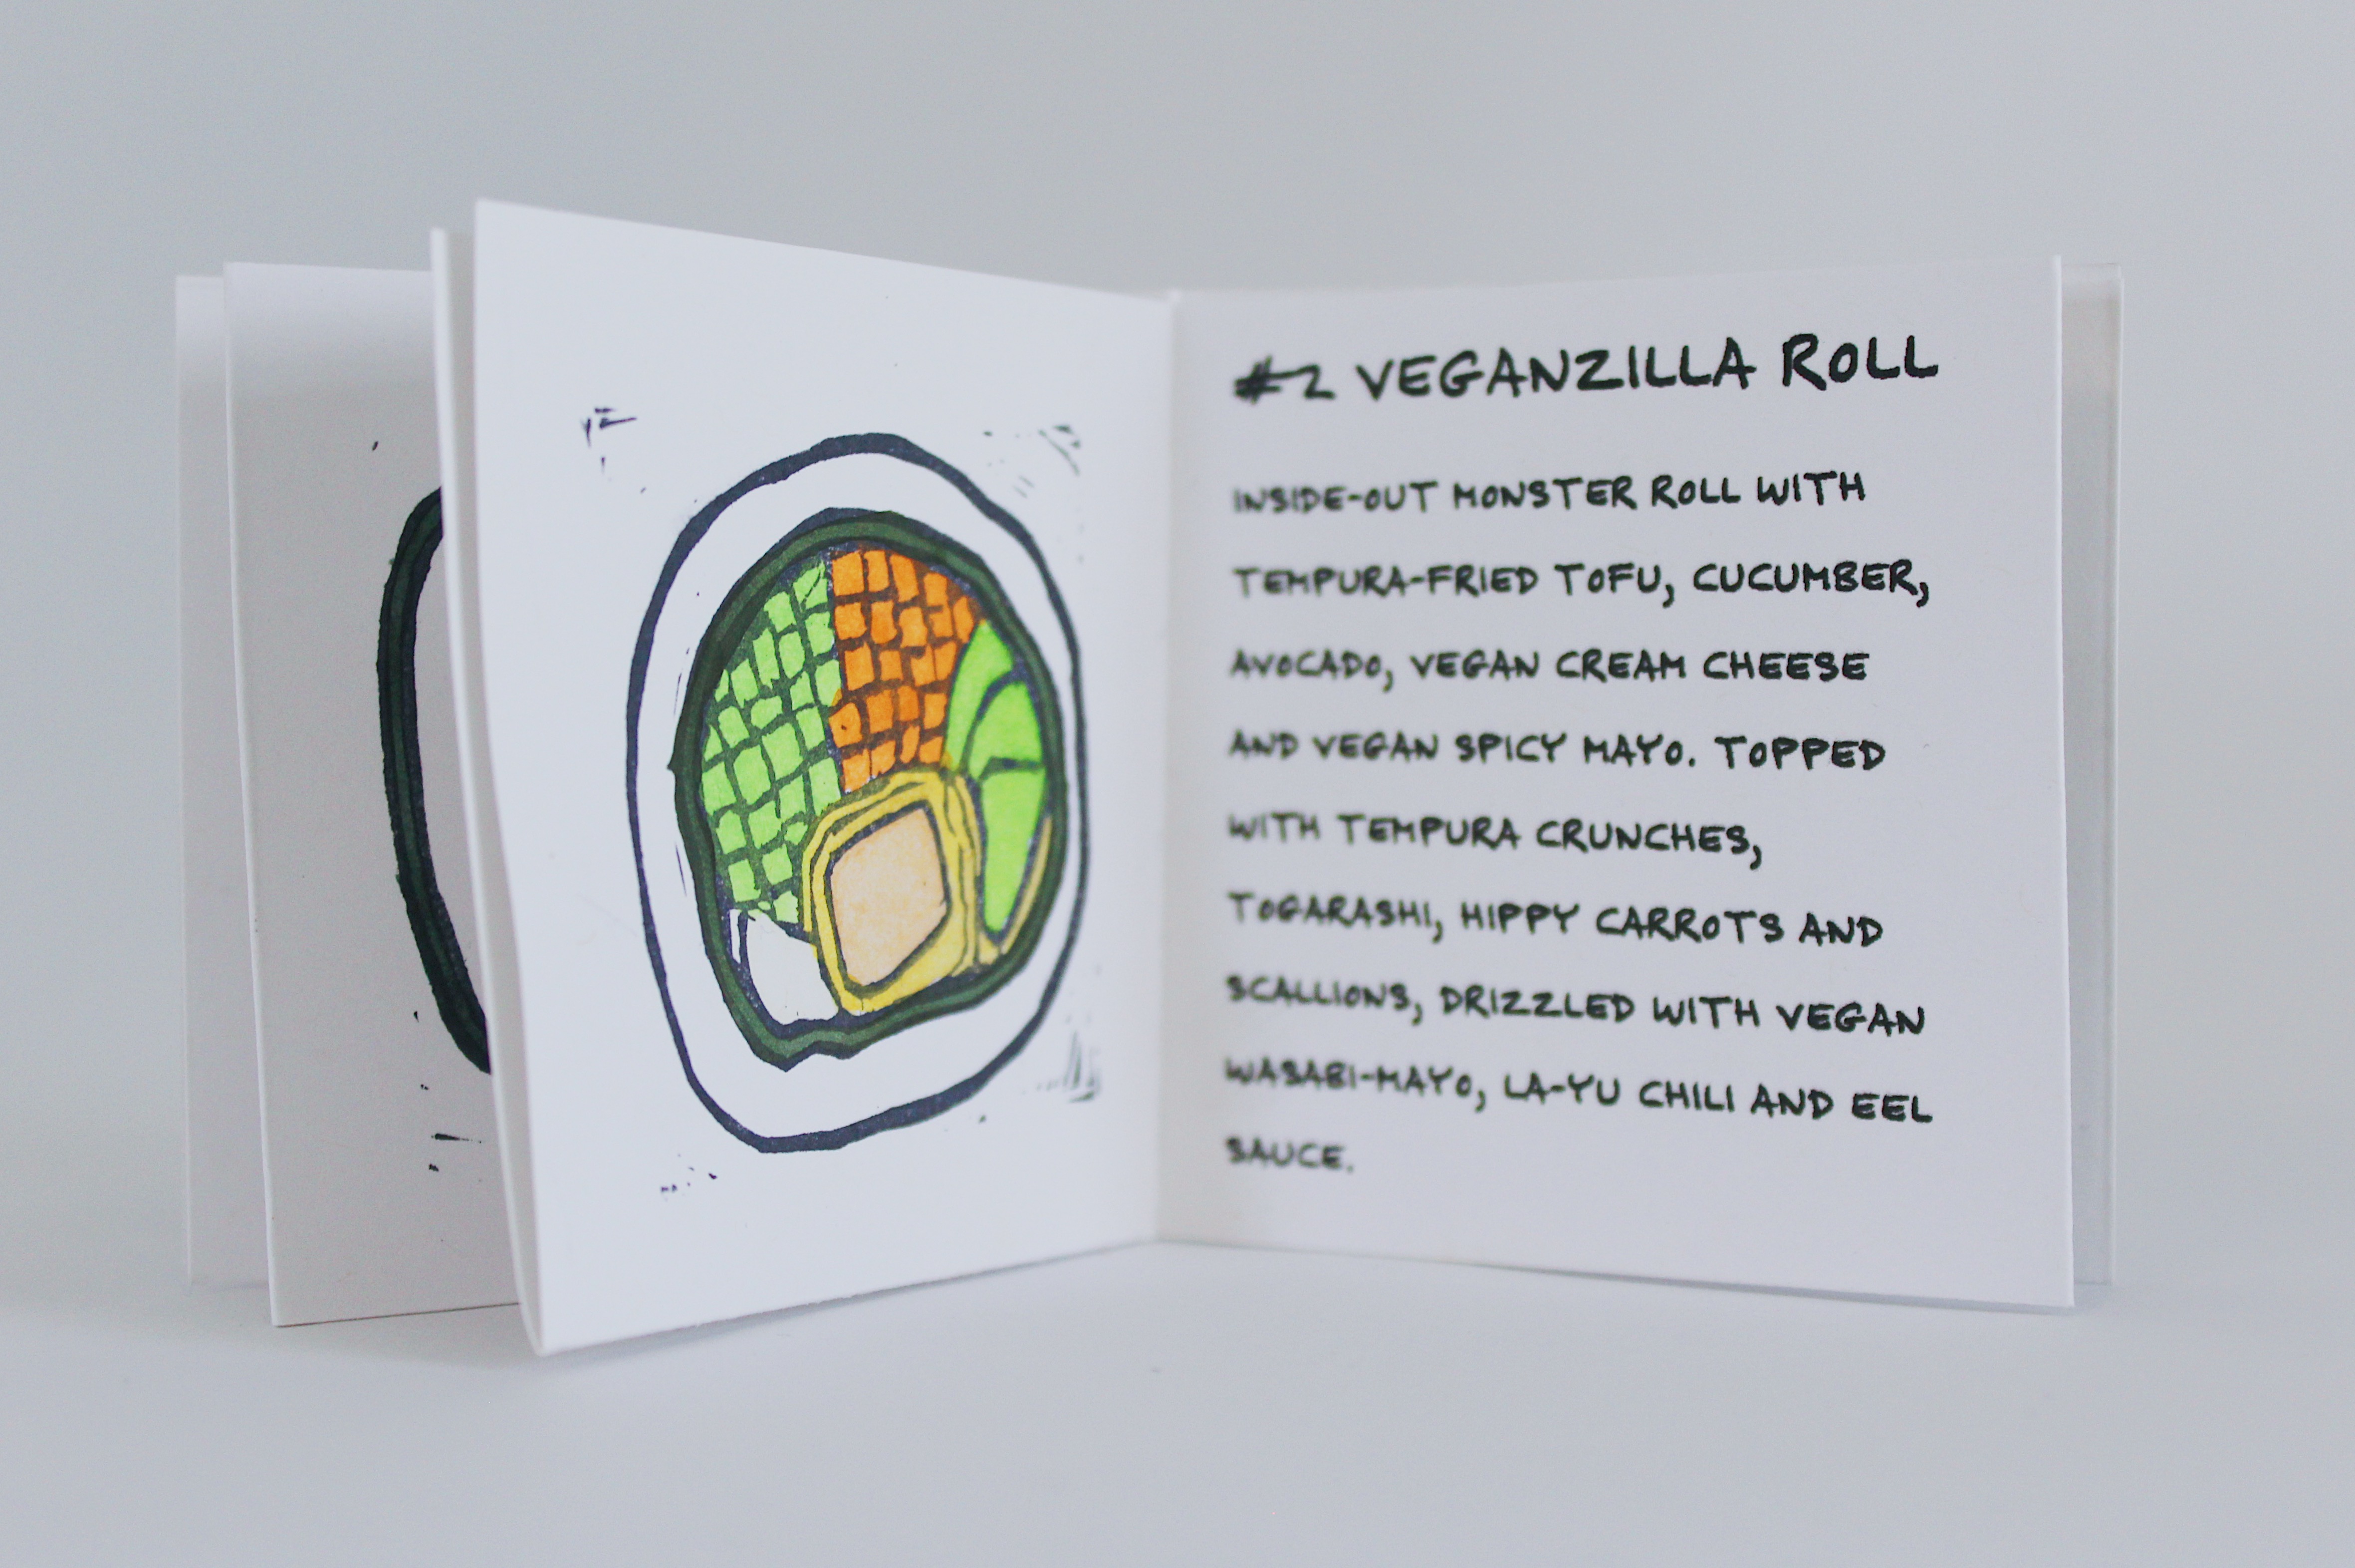 #2 VEGANZILLA ROLL
INSIDE-OUT MONSTER ROLL WITH
TEMPURA-FRIED TOFU, CUCUMBER,
AVOCADO, VEGAN CREAM CHEESE
AND VEGAN SPICY MAYO. TOPPED
WITH TEMPURA CRUNCHES,
TOGARASHI, HIPPY CARROTS AND
SCALLIONS, DRIZZLED WITH VEGAN
WASABI-MAYO, LA-YU CHILI AND EEL
SAUCE.